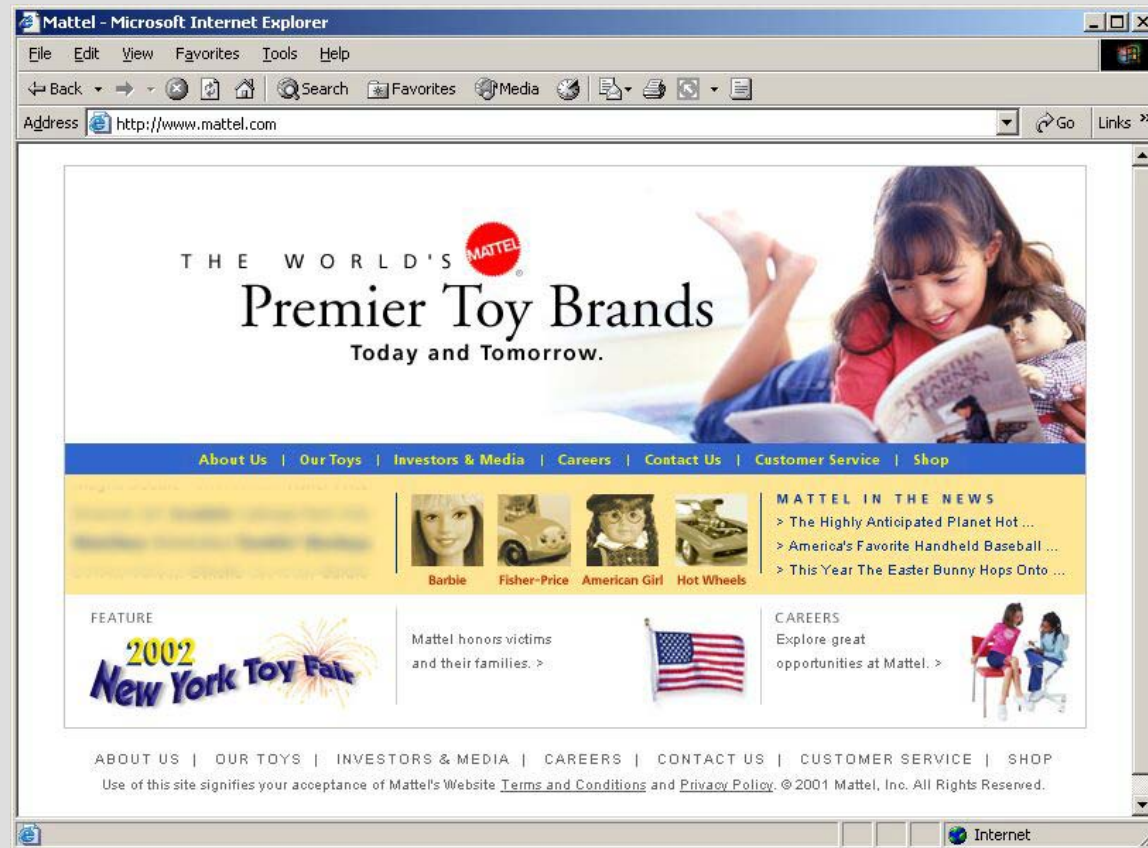 Mattel - Microsoft Internet Explorer
File Edit View Favorites Tools Help
Back Search Favorites Media
Address http://www.mattel.com Go Links »
THE WORLD'S MATTEL ®
Premier Toy Brands
Today and Tomorrow.
SAMANTHA
LEARNS
A LESSON
About Us | Our Toys | Investors & Media | Careers | Contact Us | Customer Service | Shop
Barbie Fisher-Price American Girl Hot Wheels
MATTEL IN THE NEWS
> The Highly Anticipated Planet Hot ...
> America's Favorite Handheld Baseball ...
> This Year The Easter Bunny Hops Onto ...
FEATURE
2002
New York Toy Fair
Mattel honors victims
and their families. >
CAREERS
Explore great
opportunities at Mattel. >
ABOUT US | OUR TOYS | INVESTORS & MEDIA | CAREERS | CONTACT US | CUSTOMER SERVICE | SHOP
Use of this site signifies your acceptance of Mattel's Website Terms and Conditions and Privacy Policy. © 2001 Mattel, Inc. All Rights Reserved.
Internet